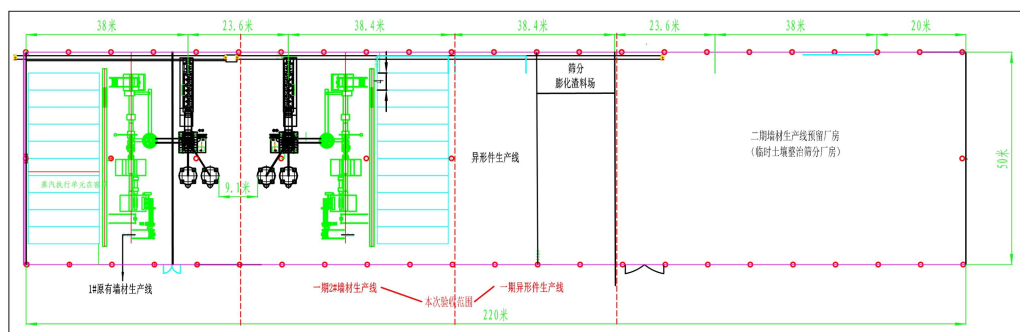 38米
23.6米
38.4米
38.4米
23.6米
38米
20米
筛分
膨化渣料场
异形件生产线
二期墙材生产线预留厂房
（临时土壤整治筛分厂房）
50米
9.1米
1#原有墙材生产线
一期2#墙材生产线
本次验收范围
一期异形件生产线
220米